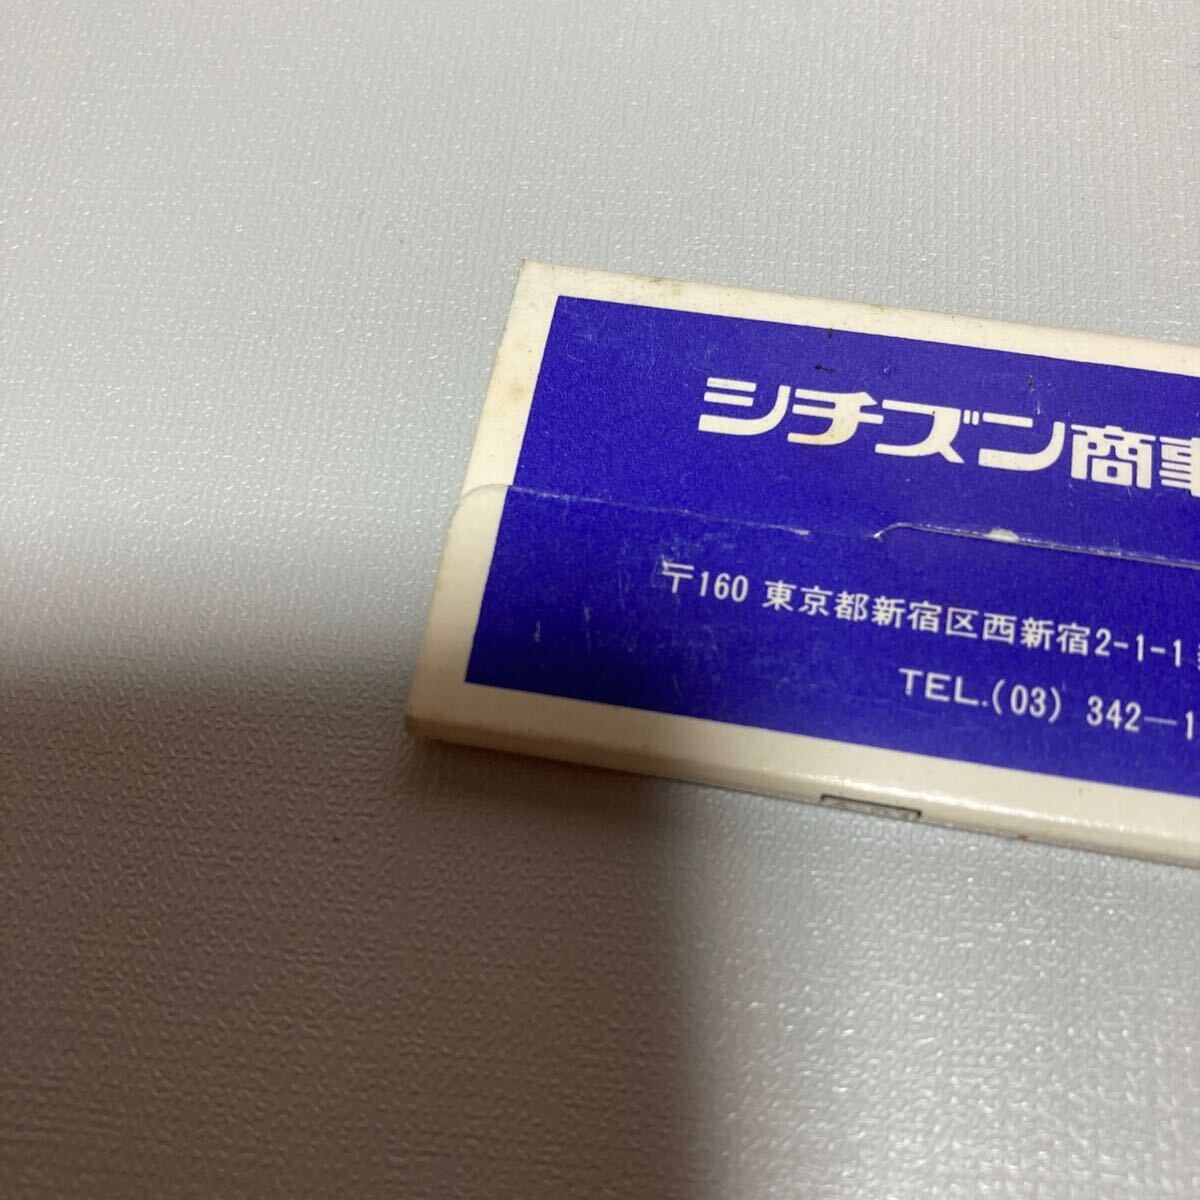 シチズン商事
〒160 東京都新宿区西新宿2-1-1
TEL.(03) 342―1